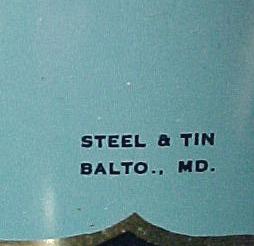 STEEL & TIN
BALTO., MD.